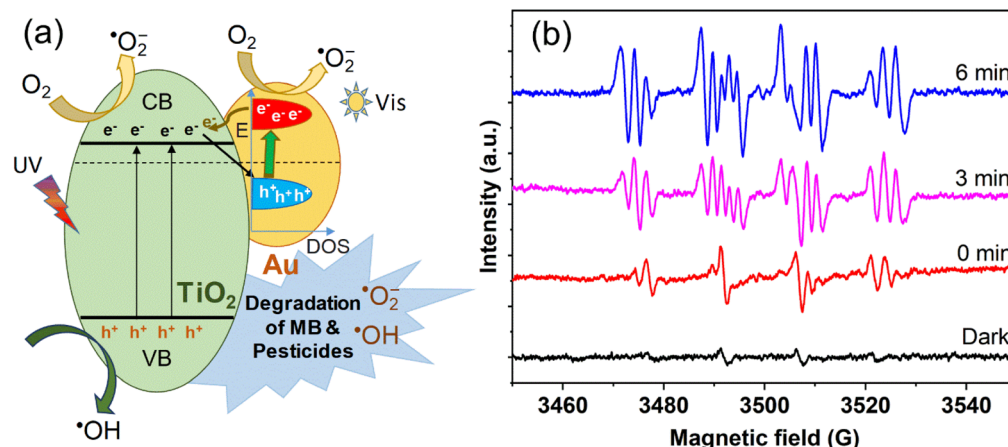 (a)
•O₂⁻
O₂
CB
e⁻ e⁻ e⁻ e⁻ e⁻
UV
TiO₂
h⁺ h⁺ h⁺ h⁺
VB
•OH
O₂
•O₂⁻
Vis
E
e⁻ e⁻ e⁻
h⁺ h⁺ h⁺
DOS
Au
Degradation
of MB &
Pesticides
•O₂⁻
•OH
(b)
Intensity (a.u.)
6 min
3 min
0 min
Dark
3460 3480 3500 3520 3540
Magnetic field (G)